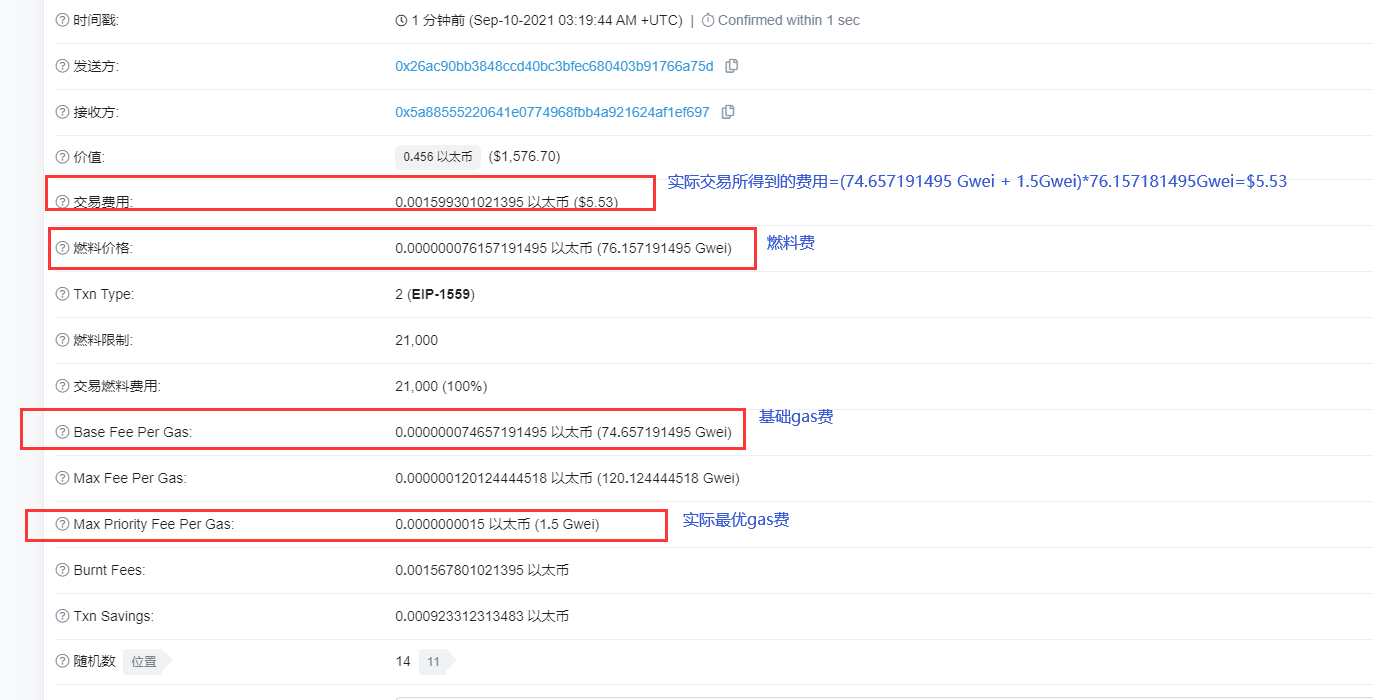 时间戳: 1 分钟前 (Sep-10-2021 03:19:44 AM +UTC) | Confirmed within 1 sec
发送方: 0x26ac90bb3848ccd40bc3bfec680403b91766a75d
接收方: 0x5a88555220641e0774968fbb4a921624af1ef697
价值: 0.456 以太币 ($1,576.70)
实际交易所得到的费用=(74.657191495 Gwei + 1.5Gwei)*76.157181495Gwei=$5.53
交易费用: 0.001599301021395 以太币 ($5.53)
燃料价格: 0.000000076157191495 以太币 (76.157191495 Gwei) 燃料费
Txn Type: 2 (EIP-1559)
燃料限制: 21,000
交易燃料费用: 21,000 (100%)
Base Fee Per Gas: 0.000000074657191495 以太币 (74.657191495 Gwei) 基础gas费
Max Fee Per Gas: 0.000000120124444518 以太币 (120.124444518 Gwei)
Max Priority Fee Per Gas: 0.0000000015 以太币 (1.5 Gwei) 实际最优gas费
Burnt Fees: 0.001567801021395 以太币
Txn Savings: 0.000923312313483 以太币
随机数 位置 14 11